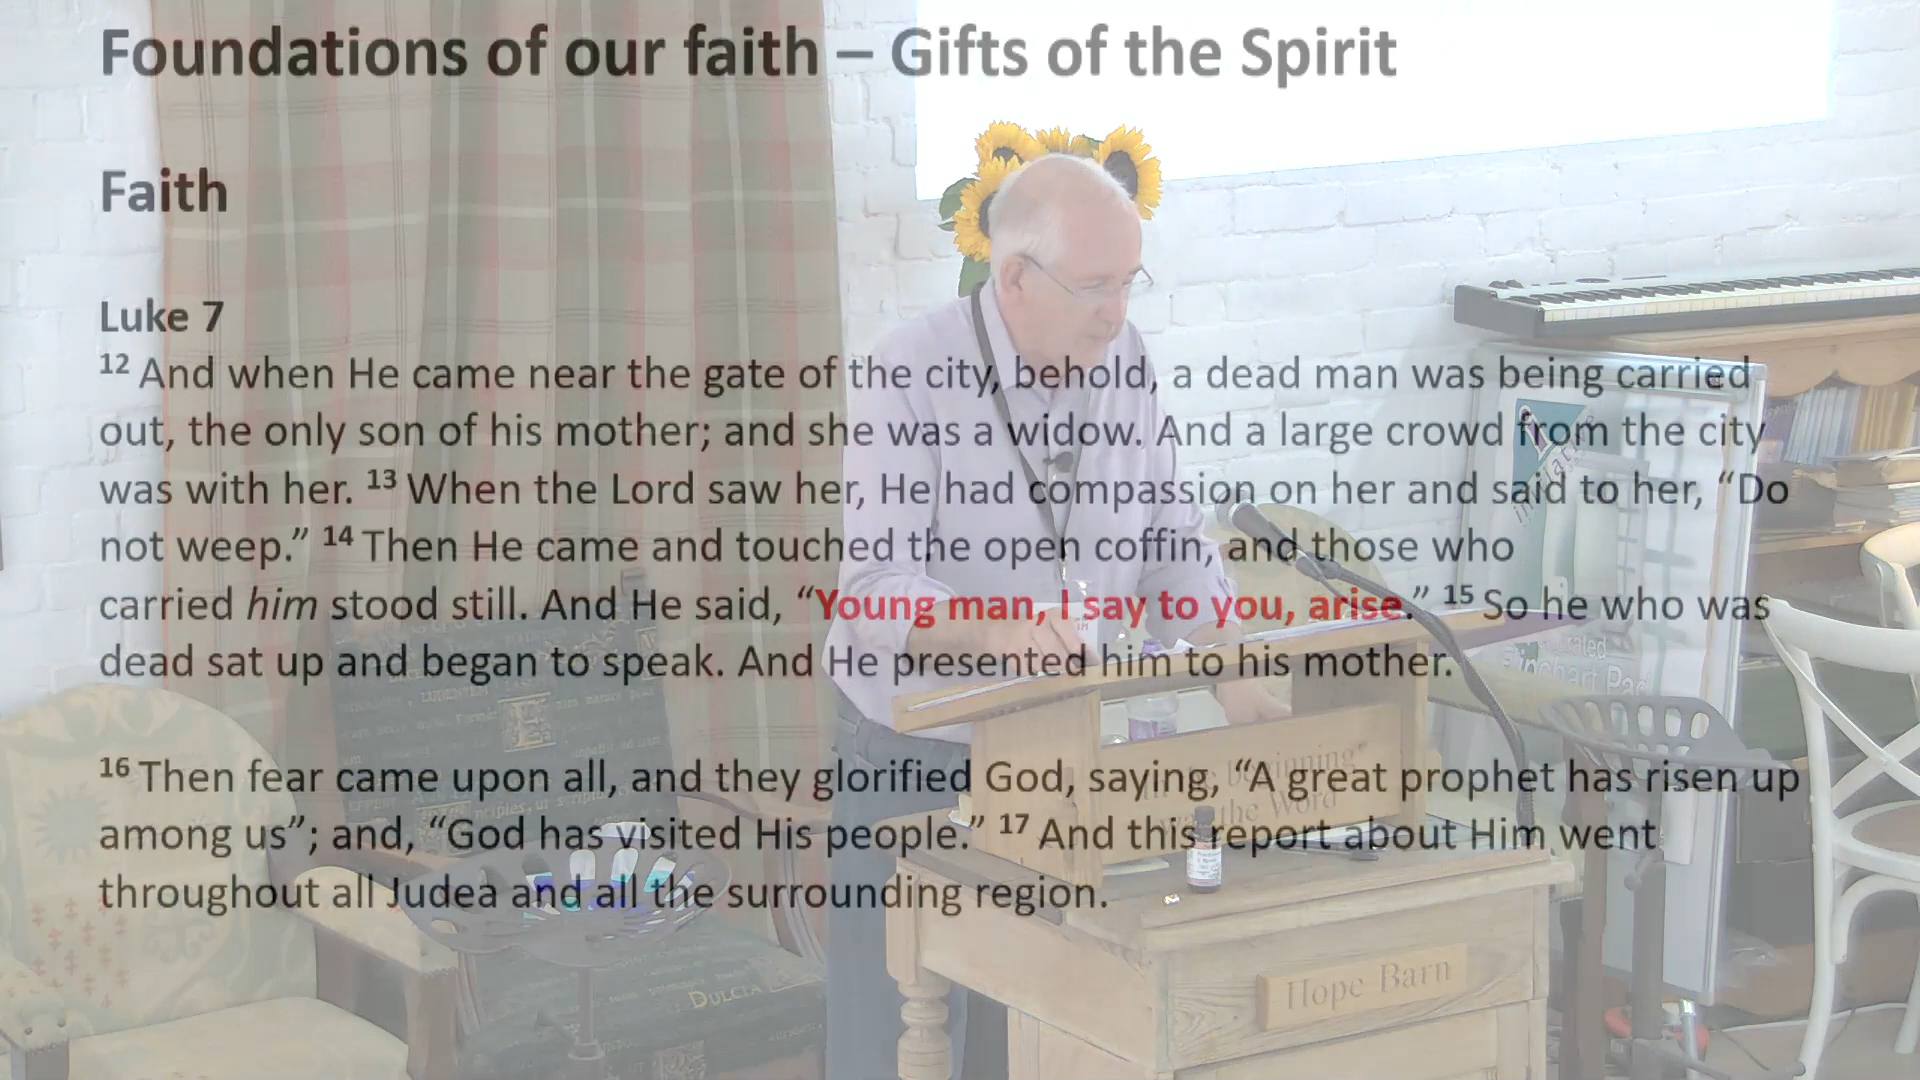 Foundations of our faith – Gifts of the Spirit
Faith
Luke 7
12 And when He came near the gate of the city, behold, a dead man was being carried
out, the only son of his mother; and she was a widow. And a large crowd from the city
was with her. 13 When the Lord saw her, He had compassion on her and said to her, “Do
not weep.” 14 Then He came and touched the open coffin, and those who
carried him stood still. And He said, “Young man, I say to you, arise.” 15 So he who was
dead sat up and began to speak. And He presented him to his mother.
16 Then fear came upon all, and they glorified God, saying, “A great prophet has risen up
among us”; and, “God has visited His people.” 17 And this report about Him went
throughout all Judea and all the surrounding region.
Flipchart Pad
beginning
the Word
DULCIA
Hope Barn